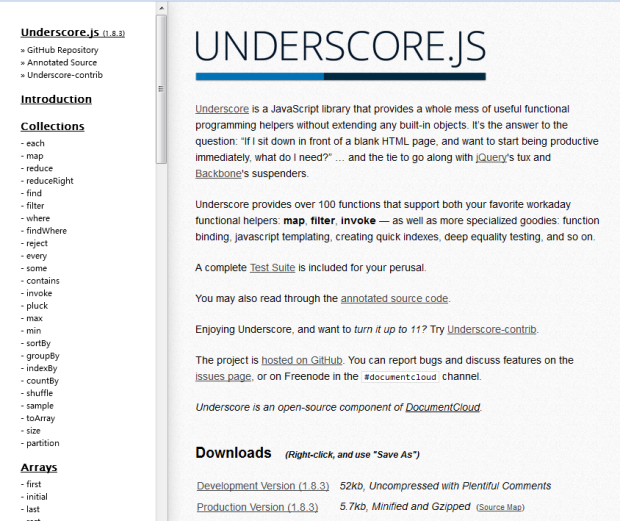 Underscore.js (1.8.3)
» GitHub Repository
» Annotated Source
» Underscore-contrib
Introduction
Collections
- each
- map
- reduce
- reduceRight
- find
- filter
- where
- findWhere
- reject
- every
- some
- contains
- invoke
- pluck
- max
- min
- sortBy
- groupBy
- indexBy
- countBy
- shuffle
- sample
- toArray
- size
- partition
Arrays
- first
- initial
- last
UNDERSCORE.JS
Underscore is a JavaScript library that provides a whole mess of useful functional
programming helpers without extending any built-in objects. It's the answer to the
question: “If I sit down in front of a blank HTML page, and want to start being productive
immediately, what do I need?” … and the tie to go along with jQuery's tux and
Backbone's suspenders.
Underscore provides over 100 functions that support both your favorite workaday
functional helpers: map, filter, invoke — as well as more specialized goodies: function
binding, javascript templating, creating quick indexes, deep equality testing, and so on.
A complete Test Suite is included for your perusal.
You may also read through the annotated source code.
Enjoying Underscore, and want to turn it up to 11? Try Underscore-contrib.
The project is hosted on GitHub. You can report bugs and discuss features on the
issues page, or on Freenode in the #documentcloud channel.
Underscore is an open-source component of DocumentCloud.
Downloads (Right-click, and use "Save As")
Development Version (1.8.3) 52kb, Uncompressed with Plentiful Comments
Production Version (1.8.3) 5.7kb, Minified and Gzipped (Source Map)